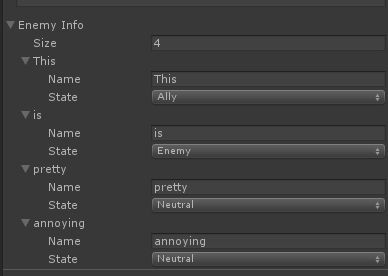 Enemy Info
Size 4
This
Name This
State Ally
is
Name is
State Enemy
pretty
Name pretty
State Neutral
annoying
Name annoying
State Neutral